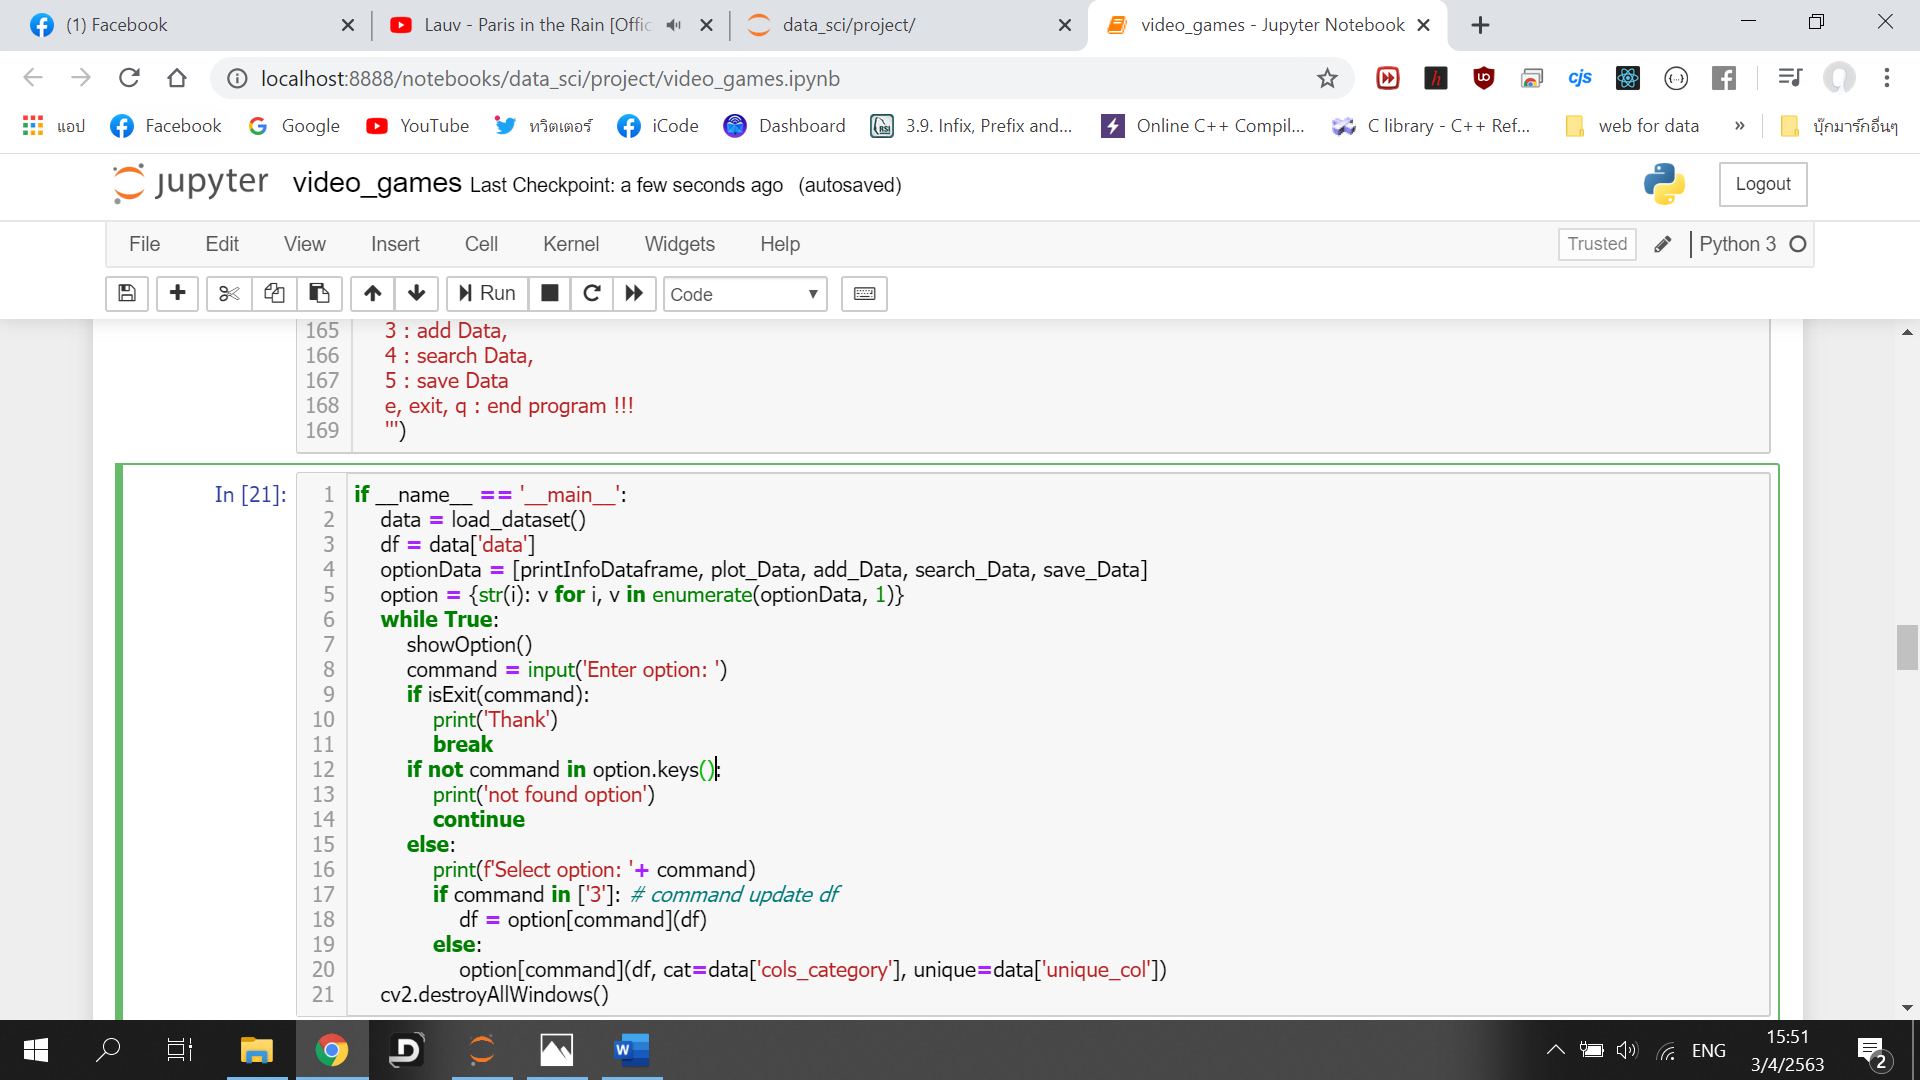 (1) Facebook
Lauv - Paris in the Rain [Offic
data_sci/project/
video_games - Jupyter Notebook
localhost:8888/notebooks/data_sci/project/video_games.ipynb
แอป
Facebook
Google
YouTube
ทวิตเตอร์
iCode
Dashboard
3.9. Infix, Prefix and...
Online C++ Compil...
C library - C++ Ref...
web for data
»
บุ๊กมาร์กอื่นๆ
jupyter video_games Last Checkpoint: a few seconds ago (autosaved)
Logout
File Edit View Insert Cell Kernel Widgets Help
Trusted
Python 3
Run
Code
165 3 : add Data,
166 4 : search Data,
167 5 : save Data
168 e, exit, q : end program !!!
169 ''')
In [21]:
1 if __name__ == '__main__':
2 data = load_dataset()
3 df = data['data']
4 optionData = [printInfoDataframe, plot_Data, add_Data, search_Data, save_Data]
5 option = {str(i): v for i, v in enumerate(optionData, 1)}
6 while True:
7 showOption()
8 command = input('Enter option: ')
9 if isExit(command):
10 print('Thank')
11 break
12 if not command in option.keys():
13 print('not found option')
14 continue
15 else:
16 print(f'Select option: '+ command)
17 if command in ['3']: # command update df
18 df = option[command](df)
19 else:
20 option[command](df, cat=data['cols_category'], unique=data['unique_col'])
21 cv2.destroyAllWindows()
ENG
15:51
3/4/2563
2